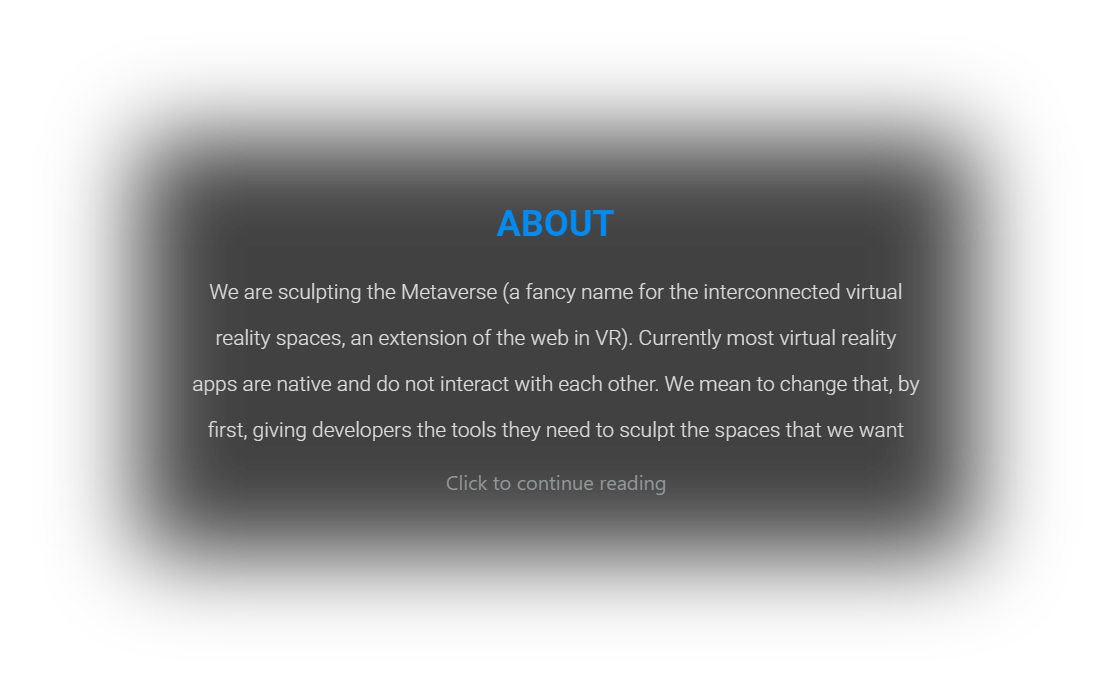 ABOUT
We are sculpting the Metaverse (a fancy name for the interconnected virtual
reality spaces, an extension of the web in VR). Currently most virtual reality
apps are native and do not interact with each other. We mean to change that, by
first, giving developers the tools they need to sculpt the spaces that we want
Click to continue reading